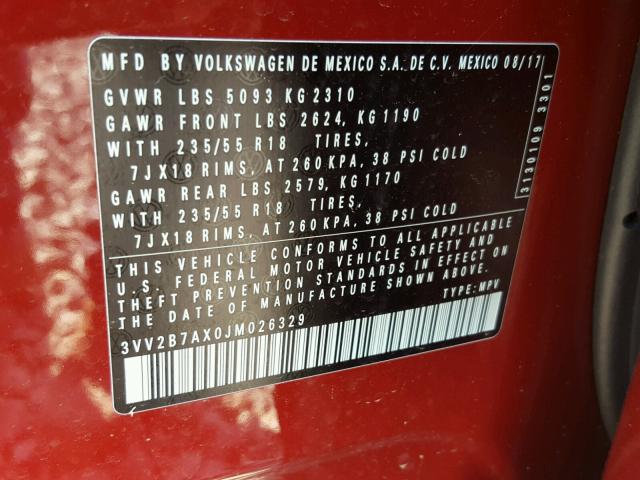 MFD BY VOLKSWAGEN DE MEXICO S.A. DE C.V. MEXICO 08/17
GVWR LBS 5093 KG 2310
GAWR FRONT LBS 2624, KG 1190
WITH 235/55 R18 TIRES,
7JX18 RIMS, AT 260 KPA, 38 PSI COLD
GAWR REAR LBS 2579, KG 1170
WITH 235/55 R18 TIRES,
7JX18 RIMS, AT 260 KPA, 38 PSI COLD
THIS VEHICLE CONFORMS TO ALL APPLICABLE
U.S. FEDERAL MOTOR VEHICLE SAFETY AND
THEFT PREVENTION STANDARDS IN EFFECT ON
THE DATE OF MANUFACTURE SHOWN ABOVE.
TYPE: MPV
3VV2B7AX0JM026329
3130109 3301